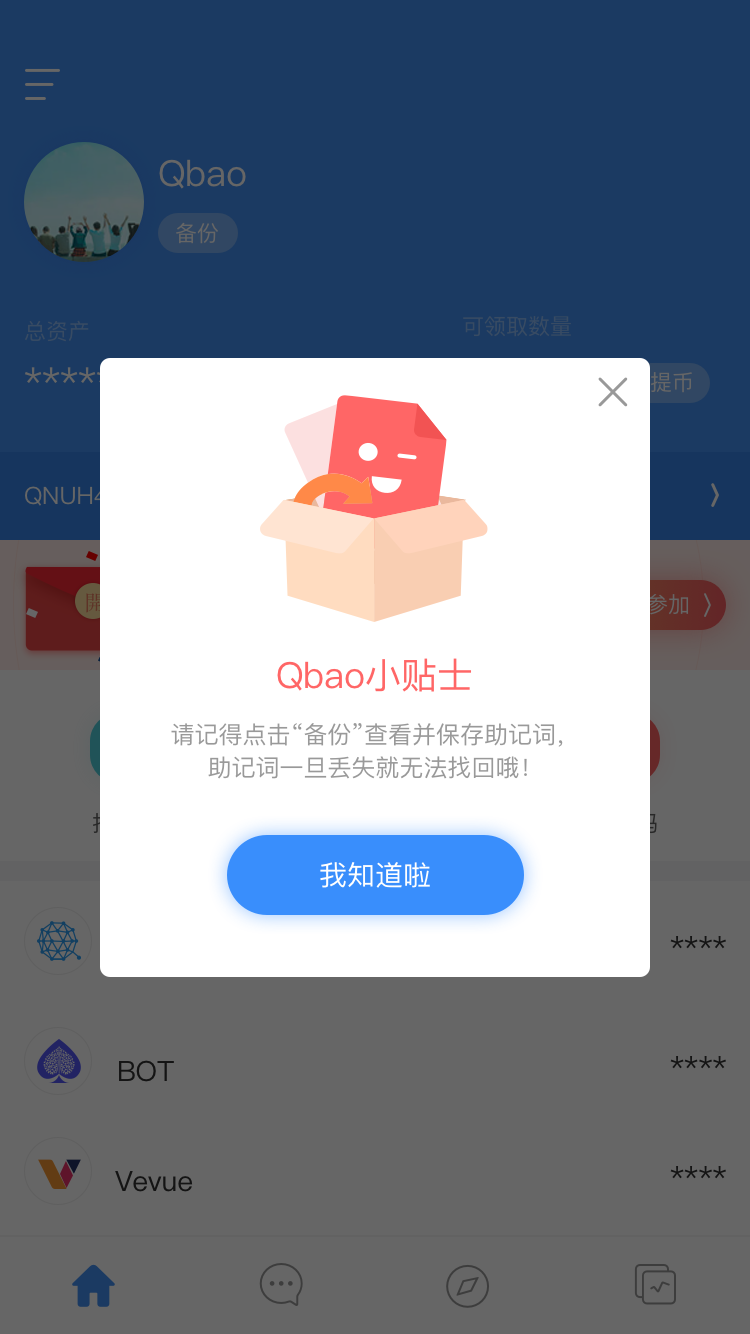 Qbao
备份
总资产
可领取数量
****
提币
QNUH4
開
参加
Qbao小贴士
请记得点击“备份”查看并保存助记词，
助记词一旦丢失就无法找回哦！
我知道啦
****
BOT
****
Vevue
****